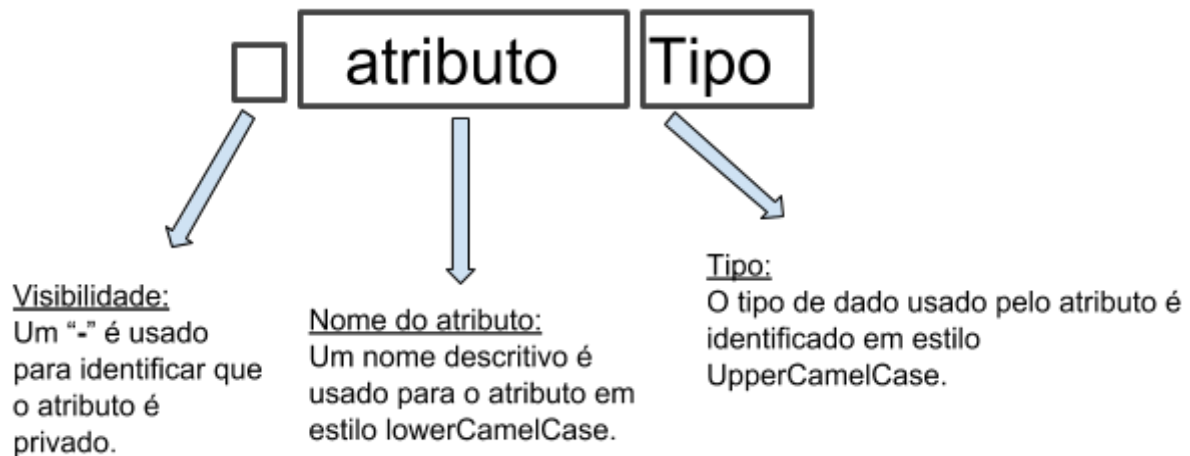 atributo Tipo
Visibilidade:
Um “-” é usado
para identificar que
o atributo é
privado.
Nome do atributo:
Um nome descritivo é
usado para o atributo em
estilo lowerCamelCase.
Tipo:
O tipo de dado usado pelo atributo é
identificado em estilo
UpperCamelCase.